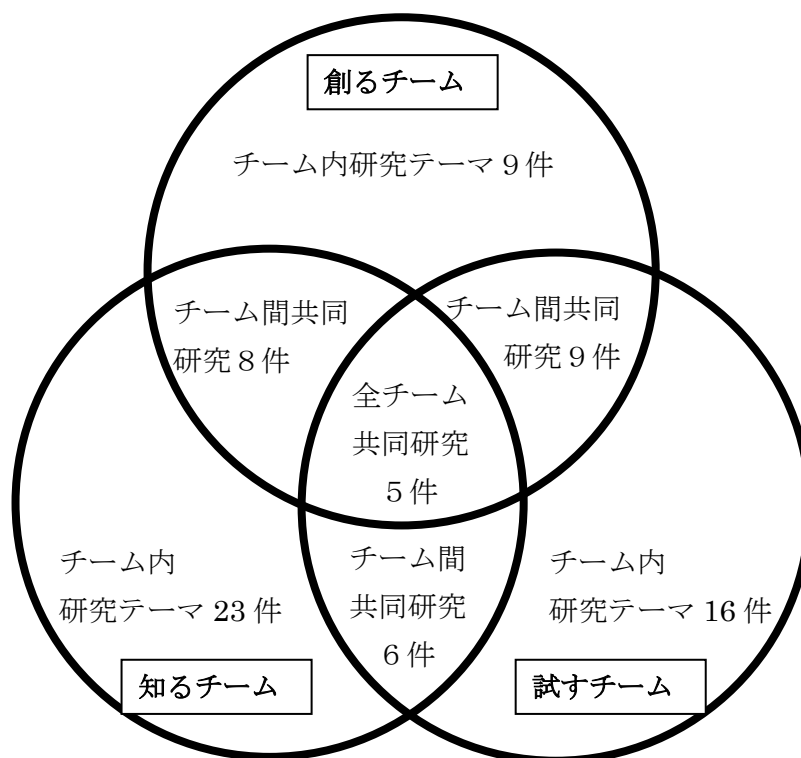 創るチーム
チーム内研究テーマ９件
チーム間共同
研究８件
チーム間共同
研究９件
全チーム
共同研究
５件
チーム内
研究テーマ 23 件
チーム間
共同研究
６件
チーム内
研究テーマ 16 件
知るチーム
試すチーム